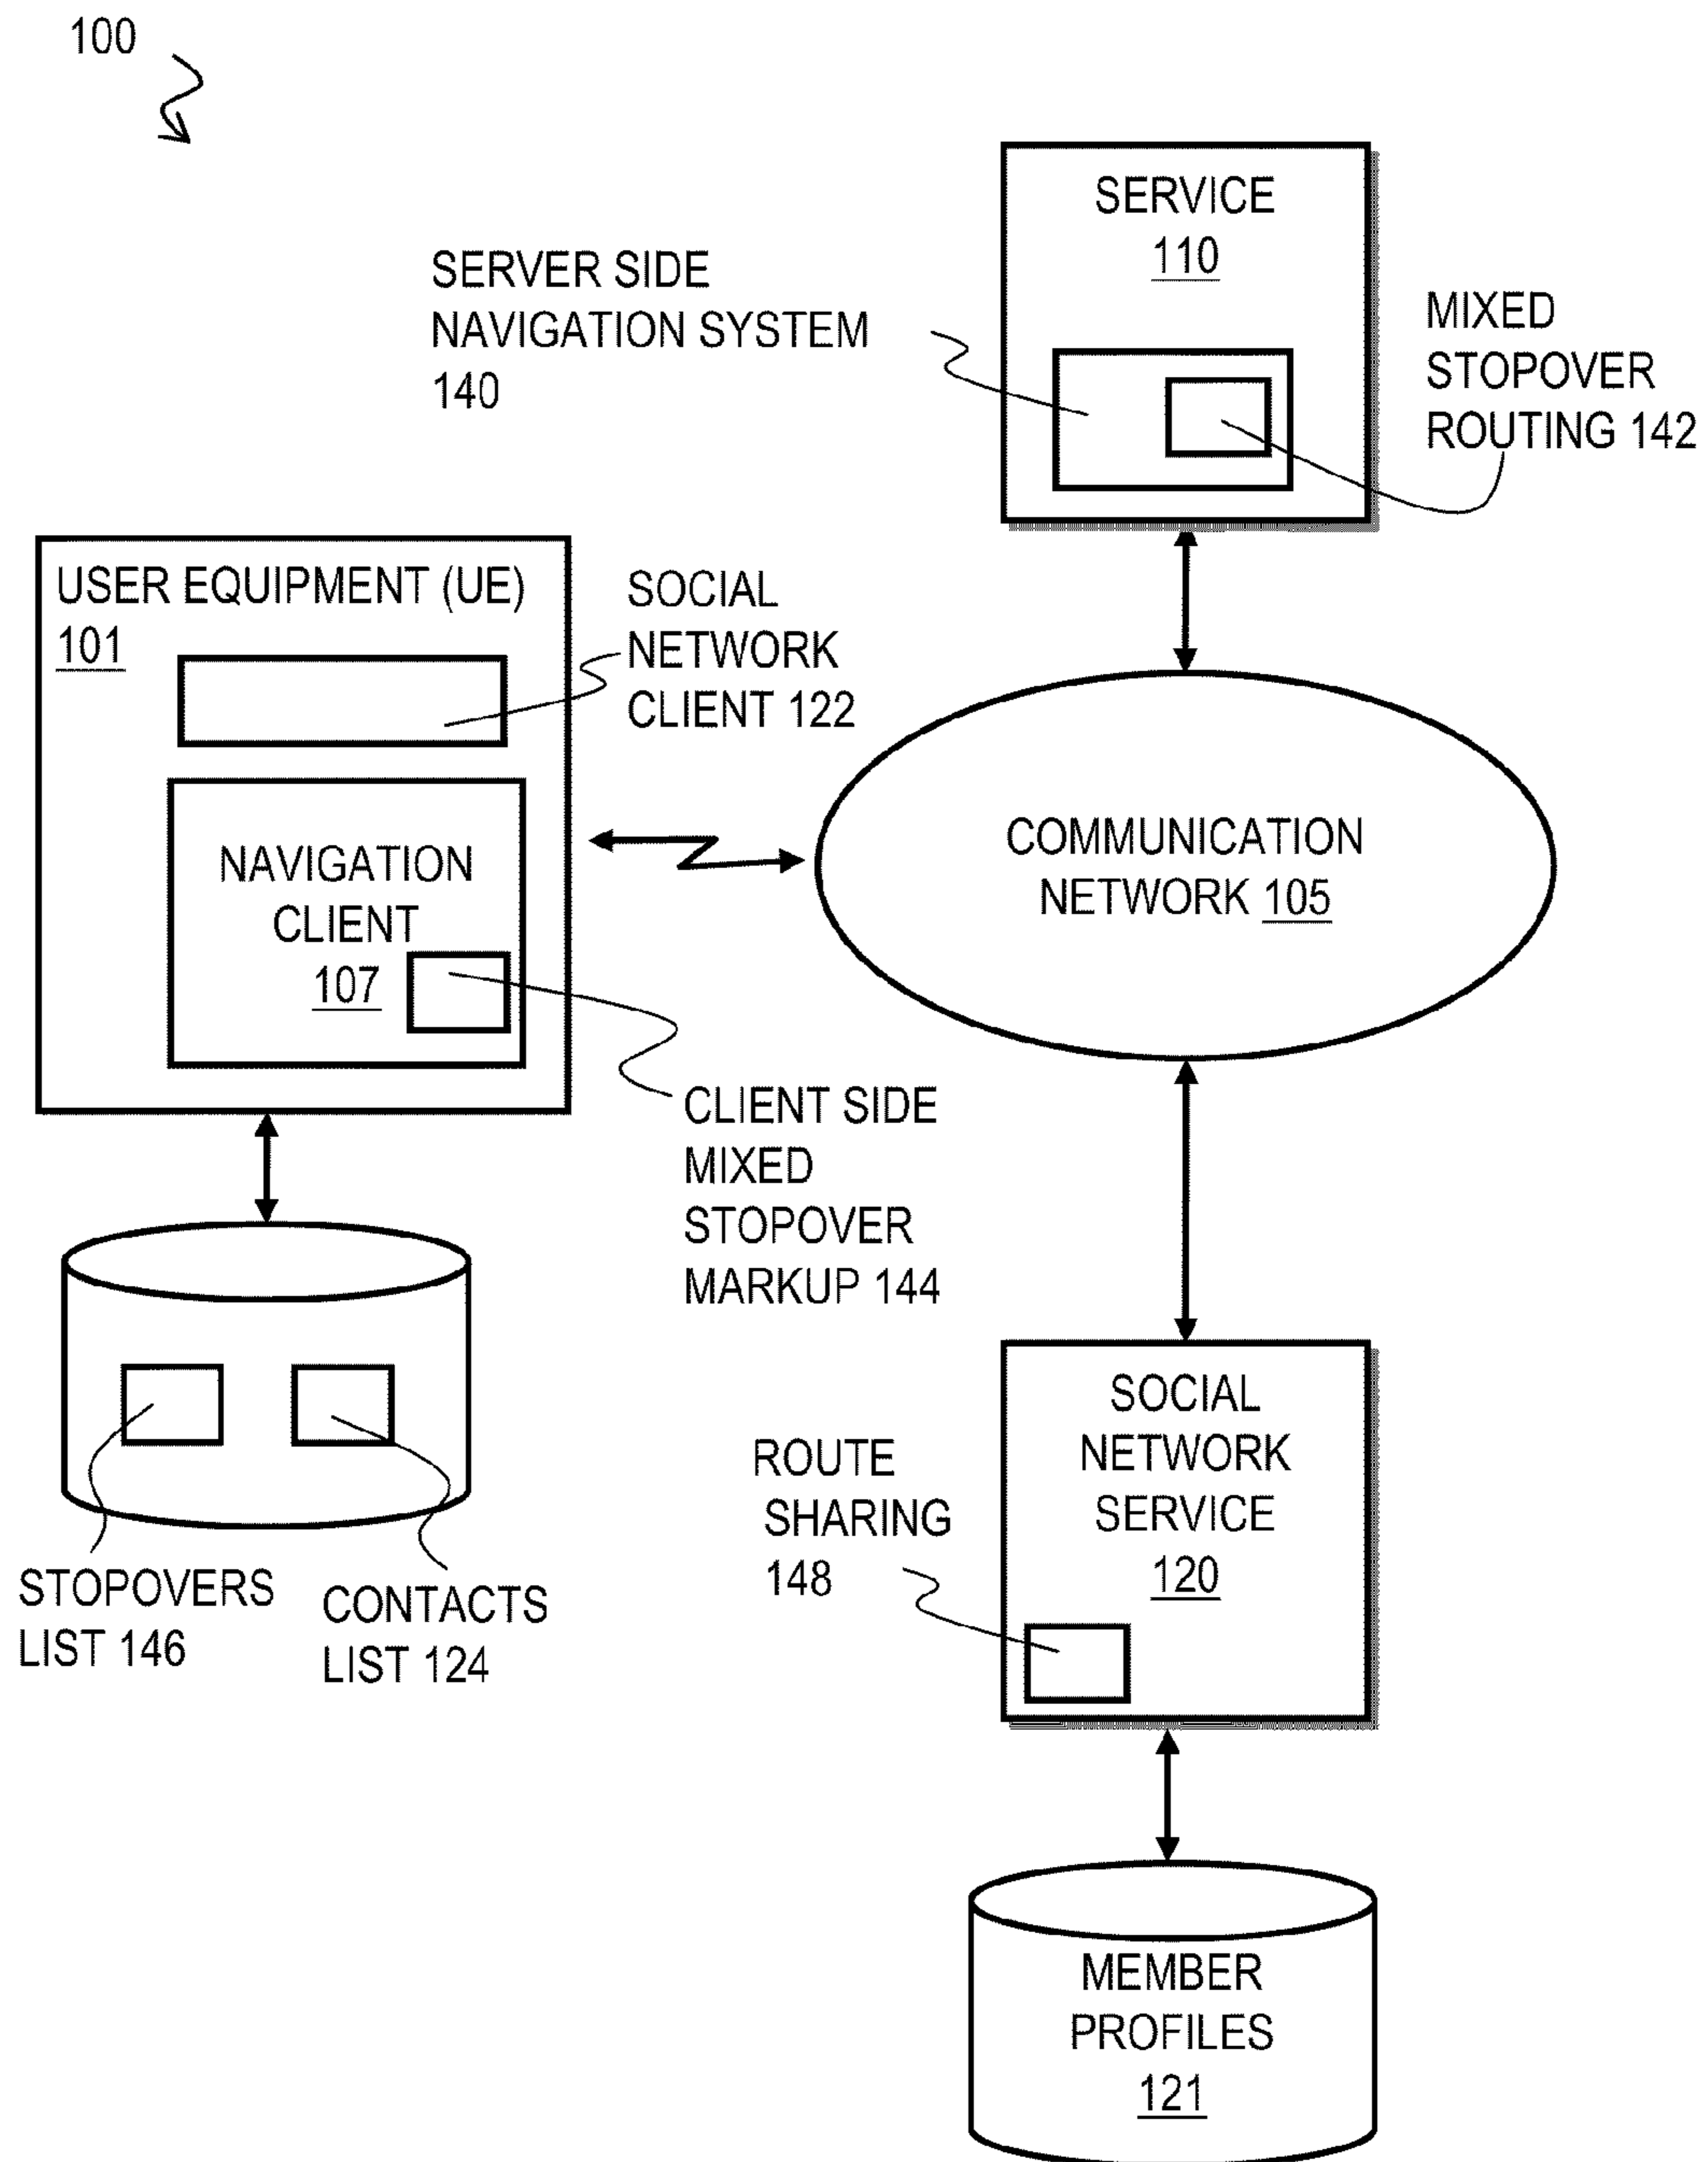 100
SERVICE
110
SERVER SIDE
NAVIGATION SYSTEM
140
MIXED
STOPOVER
ROUTING 142
USER EQUIPMENT (UE)
101
SOCIAL
NETWORK
CLIENT 122
NAVIGATION
CLIENT
107
COMMUNICATION
NETWORK 105
CLIENT SIDE
MIXED
STOPOVER
MARKUP 144
STOPOVERS
LIST 146
CONTACTS
LIST 124
ROUTE
SHARING
148
SOCIAL
NETWORK
SERVICE
120
MEMBER
PROFILES
121